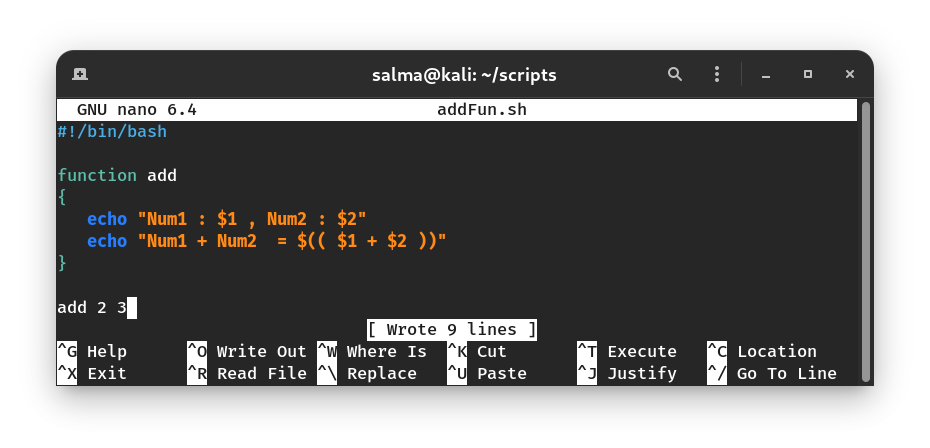 salma@kali: ~/scripts
GNU nano 6.4 addFun.sh
#!/bin/bash
function add
{
echo "Num1 : $1 , Num2 : $2"
echo "Num1 + Num2  = $(( $1 + $2 ))"
}
add 2 3
[ Wrote 9 lines ]
^G Help ^O Write Out ^W Where Is ^K Cut ^T Execute ^C Location
^X Exit ^R Read File ^\ Replace ^U Paste ^J Justify ^/ Go To Line